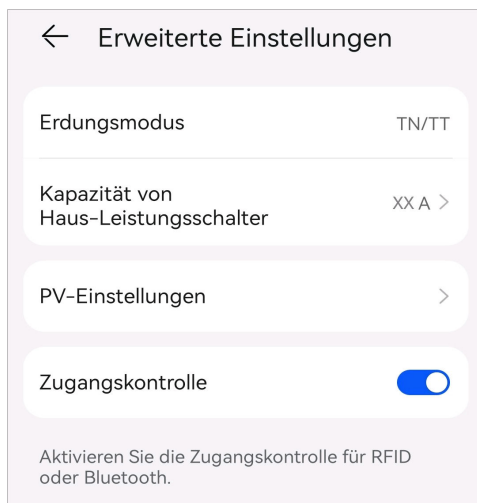 Erweiterte Einstellungen
Erdungsmodus TN/TT
Kapazität von
Haus-Leistungsschalter XX A
PV-Einstellungen
Zugangskontrolle
Aktivieren Sie die Zugangskontrolle für RFID
oder Bluetooth.